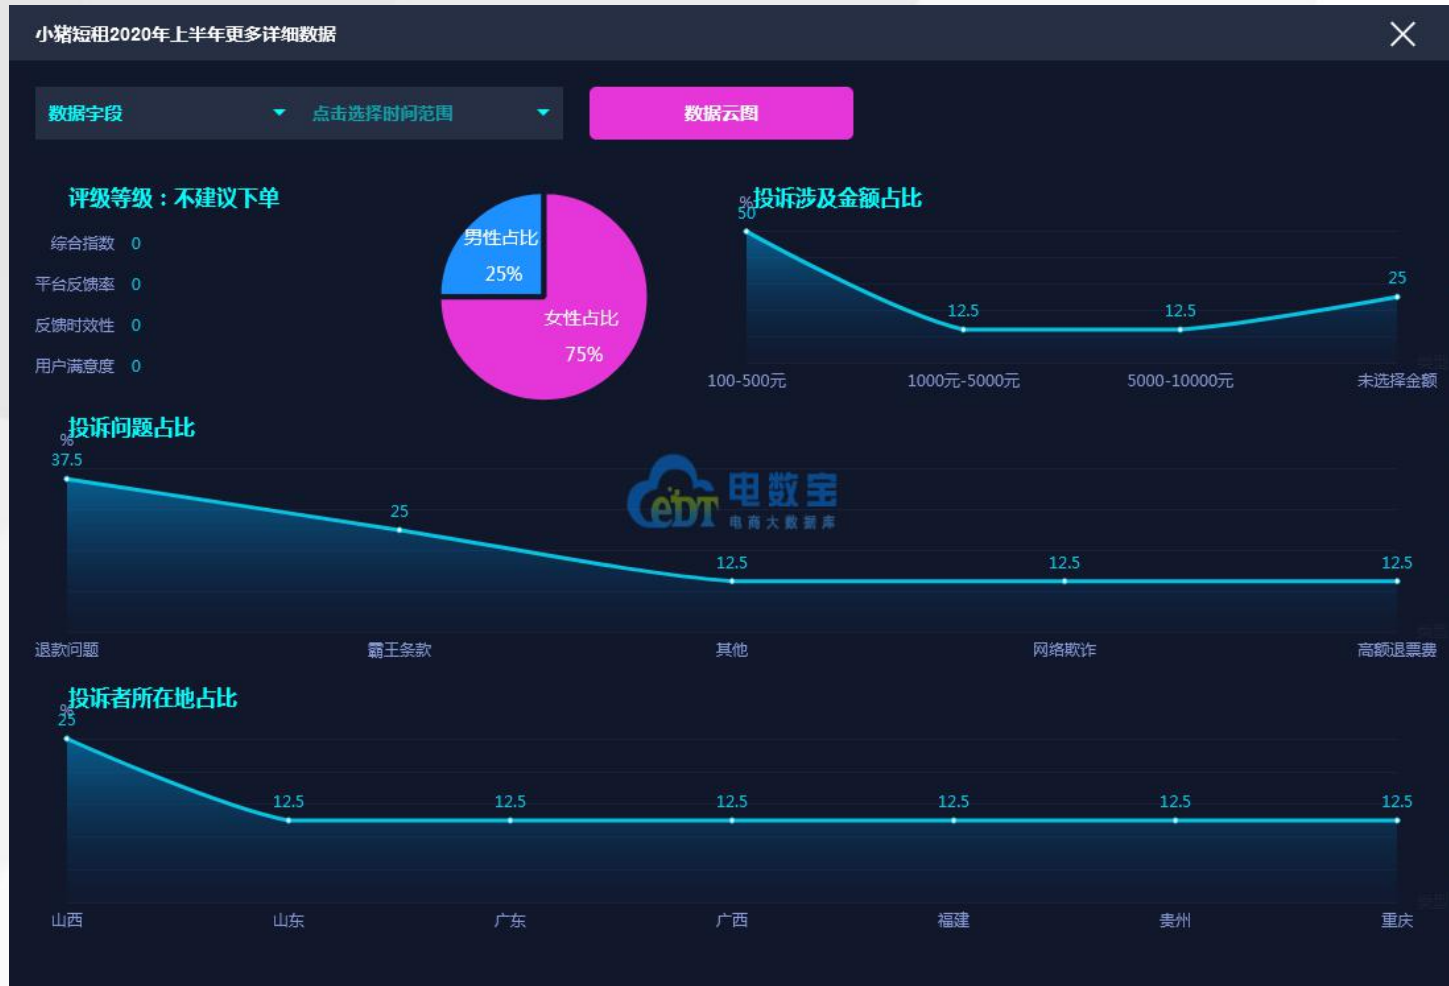 小猪短租2020年上半年更多详细数据
数据字段
点击选择时间范围
数据云图
评级等级：不建议下单
综合指数 0
平台反馈率 0
反馈时效性 0
用户满意度 0
男性占比
25%
女性占比
75%
投诉涉及金额占比
%
50
12.5
12.5
25
100-500元
1000元-5000元
5000-10000元
未选择金额
投诉问题占比
%
37.5
25
12.5
12.5
12.5
退款问题
霸王条款
其他
网络欺诈
高额退票费
eDT 电数宝
电商大数据库
投诉者所在地占比
%
25
12.5
12.5
12.5
12.5
12.5
12.5
山西
山东
广东
广西
福建
贵州
重庆